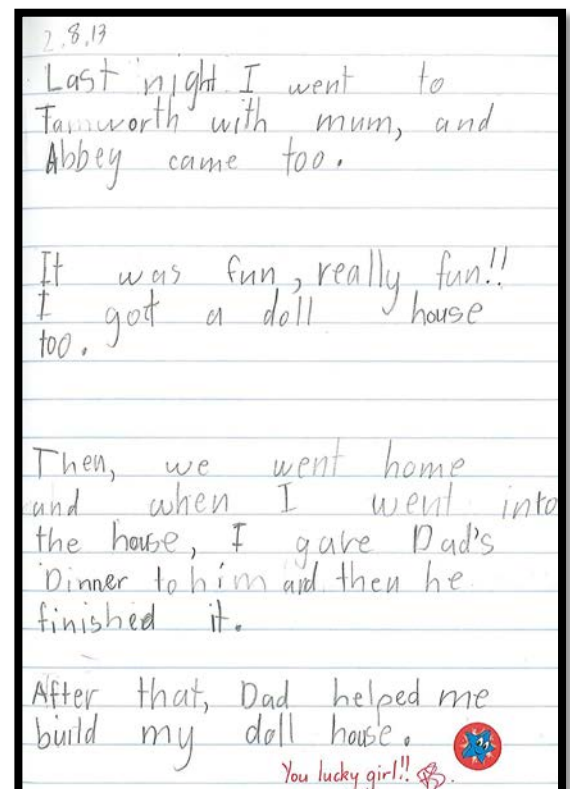 2.8.13
Last night I went to
Tamworth with mum, and
Abbey came too.
It was fun, really fun!!
I got a doll house
too.
Then, we went home
and when I went into
the house, I gave Dad's
Dinner to him and then he
finished it.
After that, Dad helped me
build my doll house.
You lucky girl!!